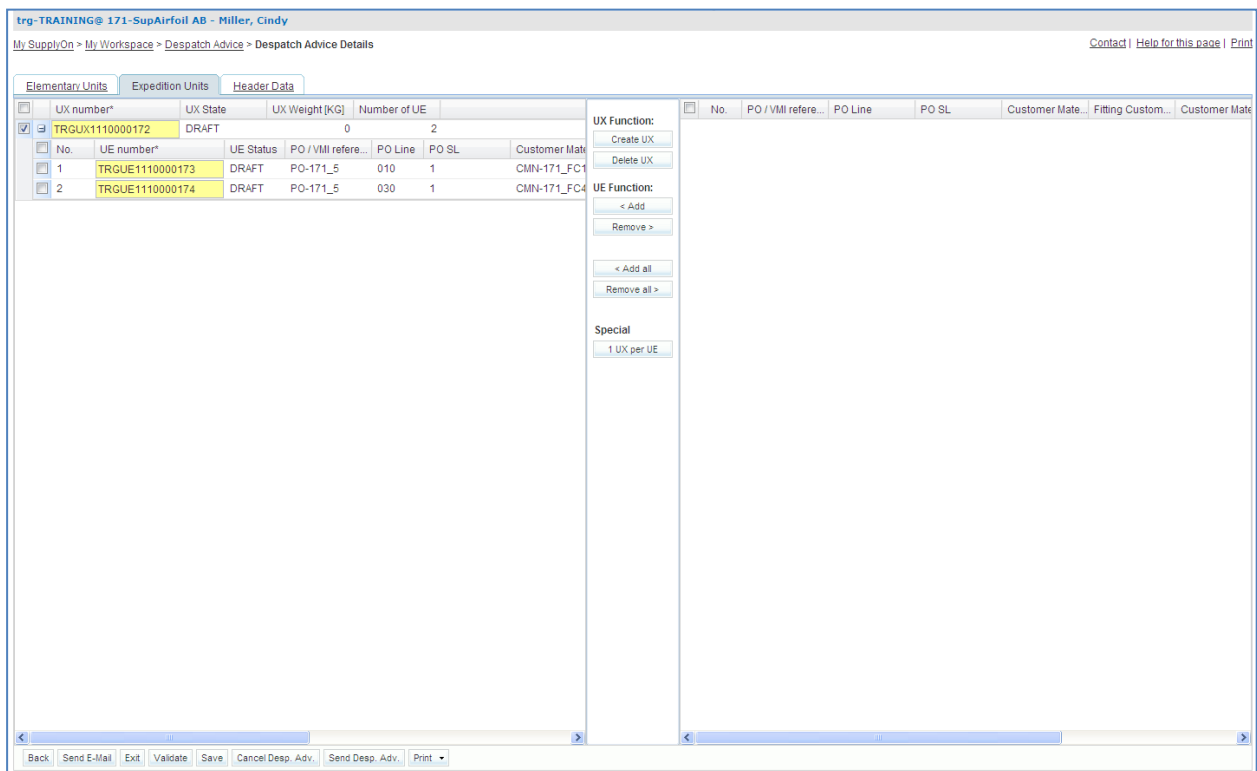 trg-TRAINING@ 171-SupAirfoil AB - Miller, Cindy
My SupplyOn > My Workspace > Despatch Advice > Despatch Advice Details
Contact | Help for this page | Print
Elementary Units Expedition Units Header Data
UX number* UX State UX Weight [KG] Number of UE
TRGUX1110000172 DRAFT 0 2
No. UE number* UE Status PO / VMI refere... PO Line PO SL Customer Mate
1 TRGUE1110000173 DRAFT PO-171_5 010 1 CMN-171_FC1
2 TRGUE1110000174 DRAFT PO-171_5 030 1 CMN-171_FC4
UX Function:
Create UX
Delete UX
UE Function:
< Add
Remove >
< Add all
Remove all >
Special
1 UX per UE
No. PO / VMI refere... PO Line PO SL Customer Mate... Fitting Custom... Customer Mate
Back Send E-Mail Exit Validate Save Cancel Desp. Adv. Send Desp. Adv. Print